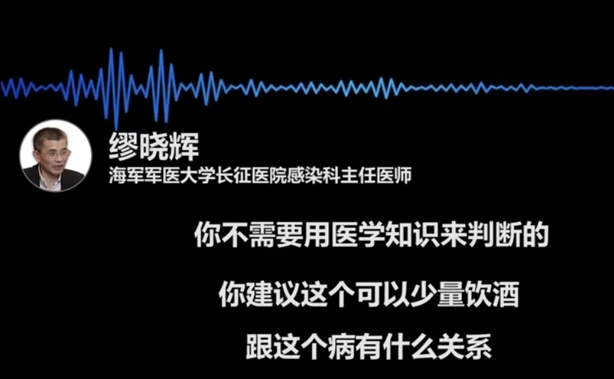 缪晓辉
海军军医大学长征医院感染科主任医师
你不需要用医学知识来判断的
你建议这个可以少量饮酒
跟这个病有什么关系